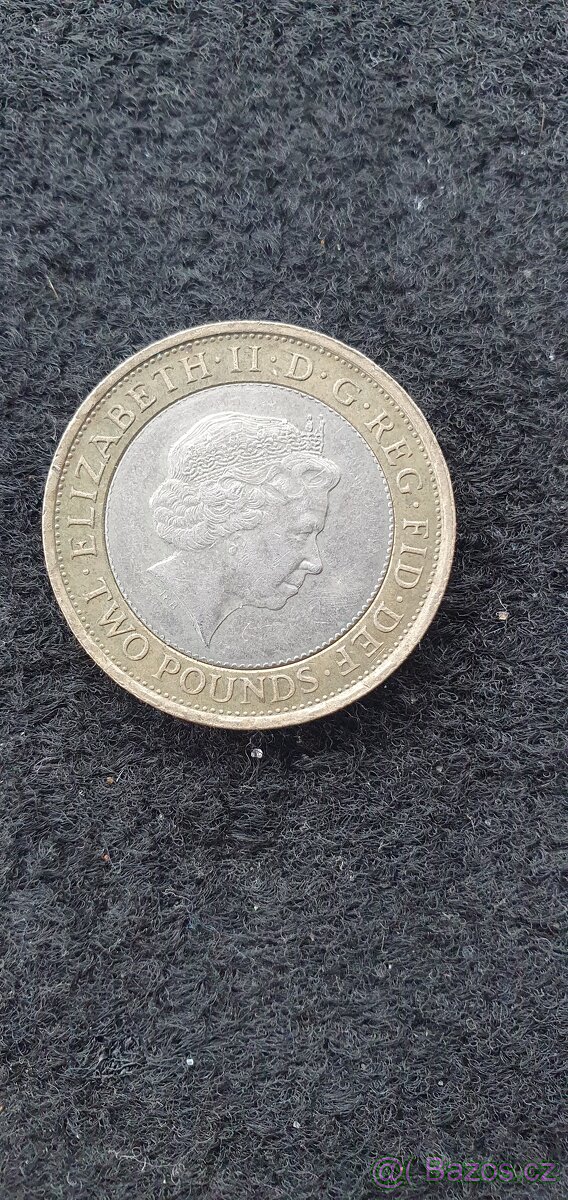 · ELIZABETH · II · D · G · REG · FID · DEF ·
TWO POUNDS
@ Bazos.cz